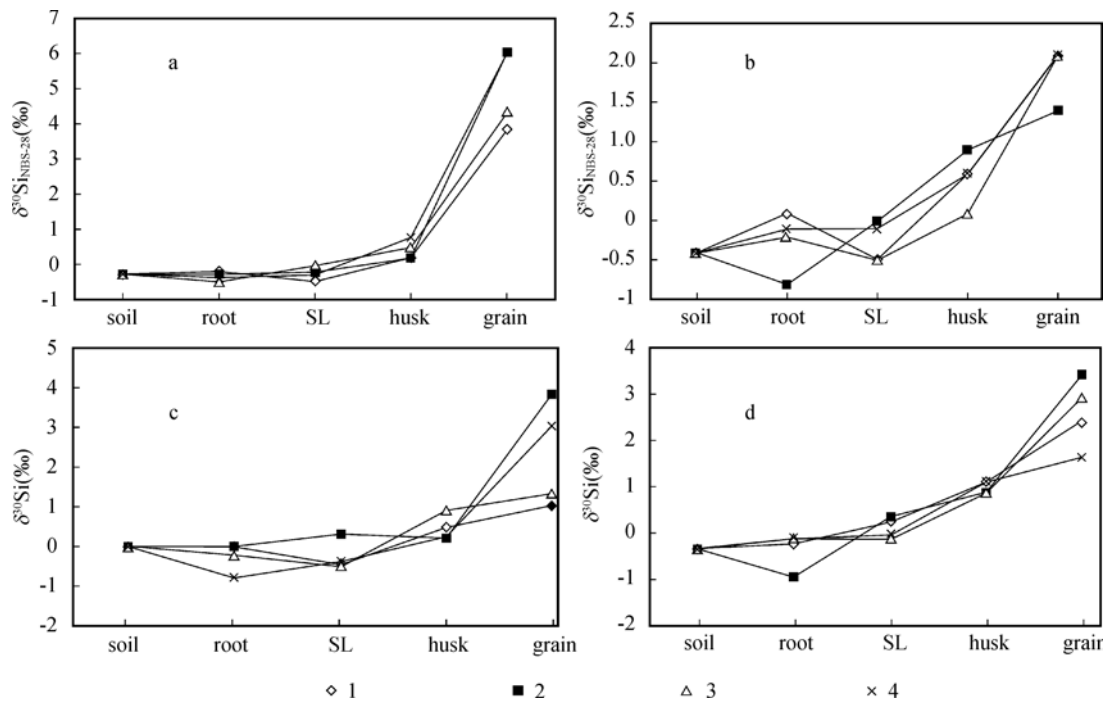 7
6
5
4
3
2
1
0
-1
δ³⁰Si_NBS-28(‰)
a
soil root SL husk grain
2.5
2.0
1.5
1.0
0.5
0
-0.5
-1
δ³⁰Si_NBS-28(‰)
b
soil root SL husk grain
5
4
3
2
1
0
-1
-2
δ³⁰Si(‰)
c
soil root SL husk grain
4
3
2
1
0
-1
-2
δ³⁰Si(‰)
d
soil root SL husk grain
1 2 3 4